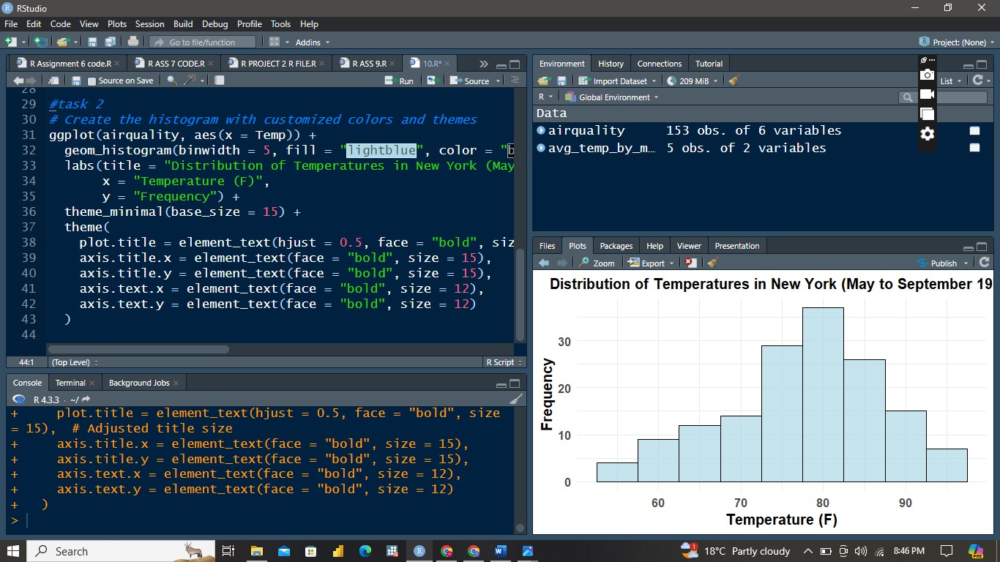 RStudio
File Edit Code View Plots Session Build Debug Profile Tools Help
Go to file/function Addins Project: (None)
R Assignment 6 code.R R ASS 7 CODE.R R PROJECT 2 R FILE.R R ASS 9.R 10.R*
Source on Save Run Source
28
29 #task 2
30 # Create the histogram with customized colors and themes
31 ggplot(airquality, aes(x = Temp)) +
32 geom_histogram(binwidth = 5, fill = "lightblue", color = "b
33 labs(title = "Distribution of Temperatures in New York (May
34 x = "Temperature (F)",
35 y = "Frequency") +
36 theme_minimal(base_size = 15) +
37 theme(
38 plot.title = element_text(hjust = 0.5, face = "bold", siz
39 axis.title.x = element_text(face = "bold", size = 15),
40 axis.title.y = element_text(face = "bold", size = 15),
41 axis.text.x = element_text(face = "bold", size = 12),
42 axis.text.y = element_text(face = "bold", size = 12)
43 )
44
44:1 (Top Level) R Script
Console Terminal Background Jobs
R 4.3.3 · ~/
+ plot.title = element_text(hjust = 0.5, face = "bold", size
= 15), # Adjusted title size
+ axis.title.x = element_text(face = "bold", size = 15),
+ axis.title.y = element_text(face = "bold", size = 15),
+ axis.text.x = element_text(face = "bold", size = 12),
+ axis.text.y = element_text(face = "bold", size = 12)
+ )
>
Environment History Connections Tutorial
Import Dataset 209 MiB List
R Global Environment
Data
airquality 153 obs. of 6 variables
avg_temp_by_m… 5 obs. of 2 variables
Files Plots Packages Help Viewer Presentation
Zoom Export Publish
Distribution of Temperatures in New York (May to September 19
30
20
10
0
Frequency
60 70 80 90
Temperature (F)
Search 1 18°C Partly cloudy 8:46 PM PRE